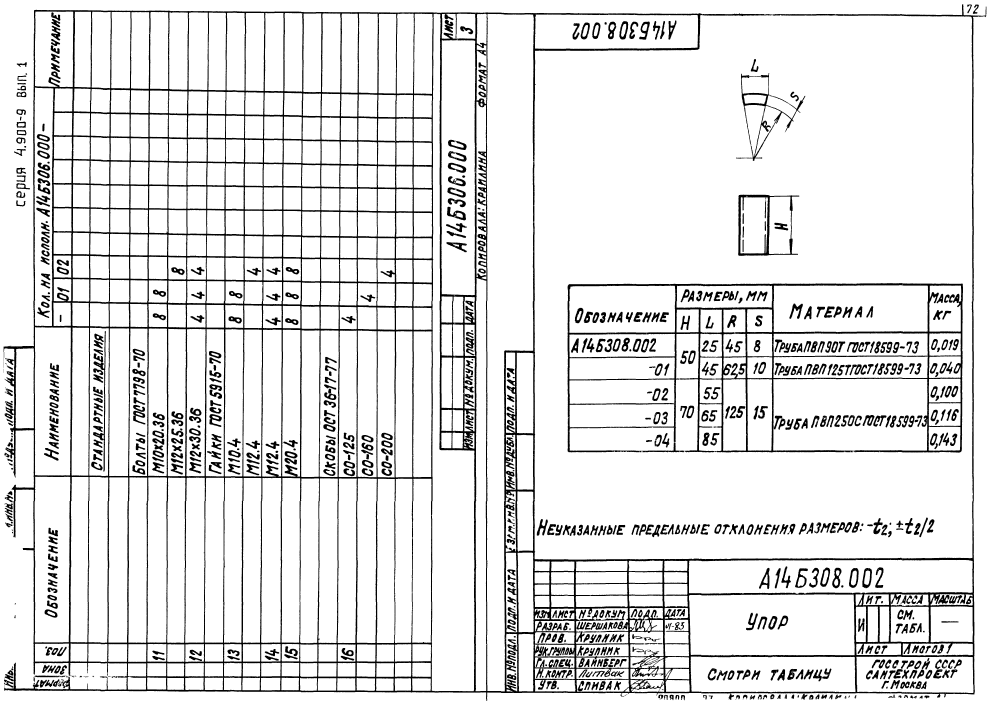 172
серия 4.900-9 вып. 1
ФОРМАТ ЗОНА ПОЗ. ОБОЗНАЧЕНИЕ НАИМЕНОВАНИЕ КОЛ. НА ИСПОЛН. А14Б306.000- ПРИМЕЧАНИЕ
- 01 02
СТАНДАРТНЫЕ ИЗДЕЛИЯ
БОЛТЫ ГОСТ 7798-70
11 М10х20.36 8 8
М12х25.36 8
12 М12х30.36 4 4 4
ГАЙКИ ГОСТ 5915-70
13 М10.4 8 8
М12.4 4
14 М12.4 4 4 4
15 М20.4 8 8 8
СКОБЫ ОСТ 36-17-77
16 СО-125 4
СО-160 4
СО-200 4
ИЗМ ЛИСТ № ДОКУМ. ПОДП. ДАТА
А14Б306.000
ЛИСТ
3
КОПИРОВАЛА: КРАМЛИНА ФОРМАТ А4
А14Б308.002
L
S
R
H
ОБОЗНАЧЕНИЕ РАЗМЕРЫ, ММ МАТЕРИАЛ МАССА, КГ
H L R S
А14Б308.002 50 25 45 8 ТРУБА ПВП 90Т ГОСТ 18599-73 0,019
-01 45 62,5 10 ТРУБА ПВП 125Т ГОСТ 18599-73 0,040
-02 70 55 125 15 ТРУБА ПВП 250С ГОСТ 18599-73 0,100
-03 65 0,116
-04 85 0,143
НЕУКАЗАННЫЕ ПРЕДЕЛЬНЫЕ ОТКЛОНЕНИЯ РАЗМЕРОВ: -t2; ±t2/2
ИНВ. № ПОДЛ. ПОДП. И ДАТА ВЗАМ. ИНВ. № ИНВ. № ДУБЛ. ПОДП. И ДАТА
А14Б308.002
ИЗМ ЛИСТ № ДОКУМ ПОДП. ДАТА
РАЗРАБ. ШЕРШАКОВА VI-85
ПРОВ. КРУПНИК
РУК. ГРУППЫ КРУПНИК
ГЛ. СПЕЦ. ВАЙНБЕРГ
Н. КОНТР. Литвак
УТВ. СПИВАК
УПОР
ЛИТ. МАССА МАСШТАБ
И СМ. ТАБЛ. —
ЛИСТ ЛИСТОВ 1
СМОТРИ ТАБЛИЦУ
ГОССТРОЙ СССР
САНТЕХПРОЕКТ
Г. МОСКВА